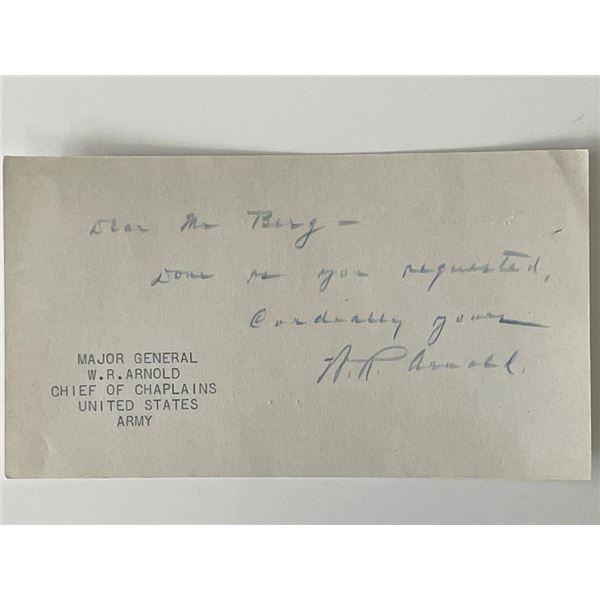 Dear Mr Berg —
Done as you requested,
Cordially yours
W.R. Arnold.
MAJOR GENERAL
W.R.ARNOLD
CHIEF OF CHAPLAINS
UNITED STATES
ARMY